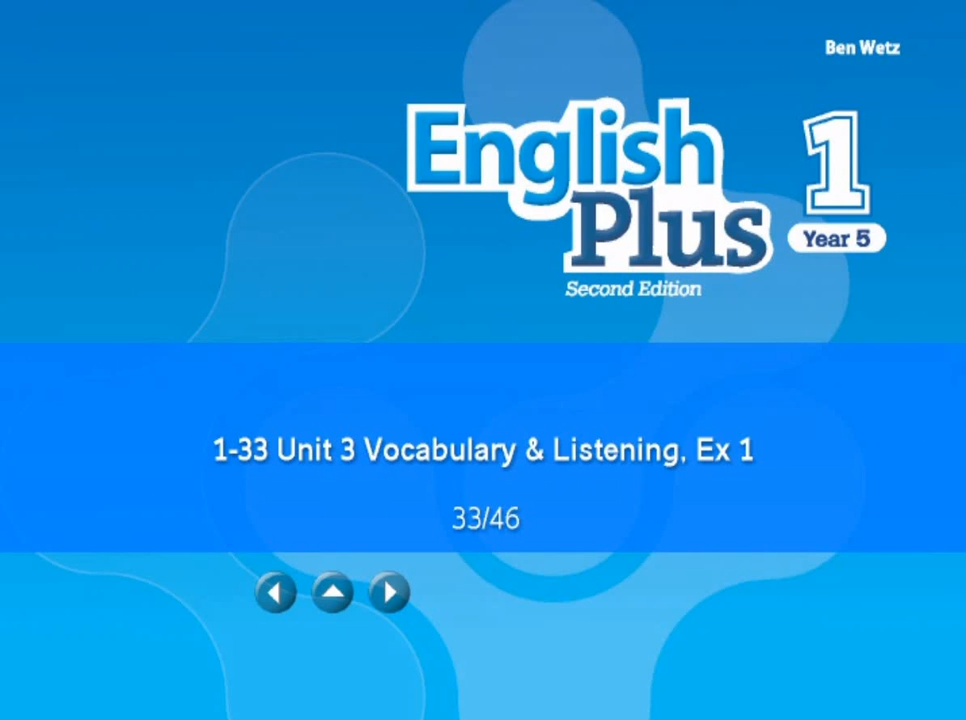 Ben Wetz
English
Plus
1
Year 5
Second Edition
1-33 Unit 3 Vocabulary & Listening, Ex 1
33/46